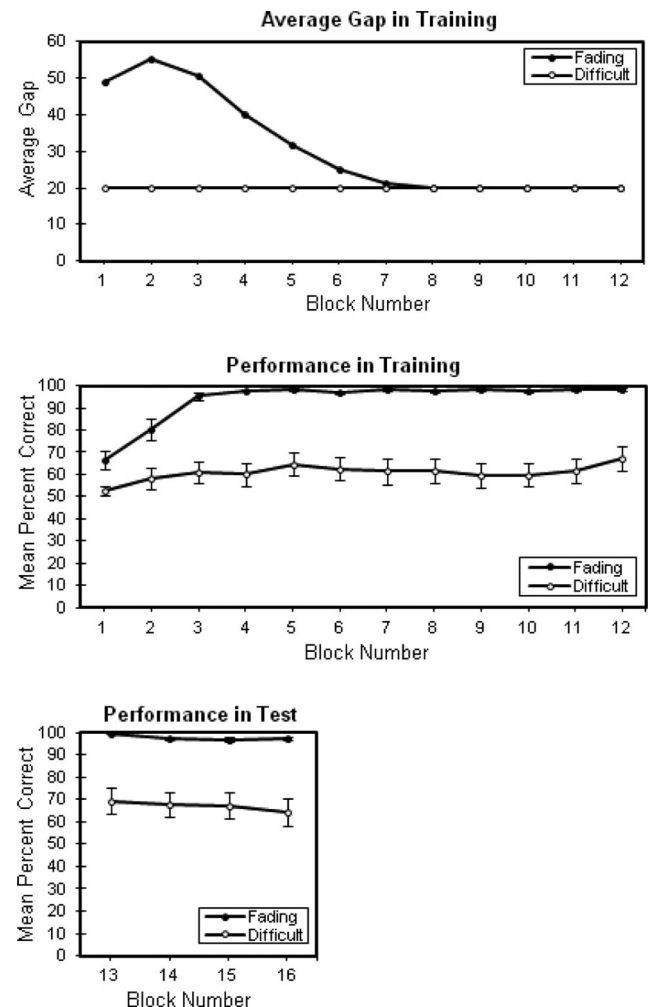 Average Gap in Training
Average Gap
60
50
40
30
20
10
0
Fading
Difficult
1 2 3 4 5 6 7 8 9 10 11 12
Block Number
Performance in Training
Mean Percent Correct
100
90
80
70
60
50
40
30
20
10
0
Fading
Difficult
1 2 3 4 5 6 7 8 9 10 11 12
Block Number
Performance in Test
Mean Percent Correct
100
90
80
70
60
50
40
30
20
10
0
Fading
Difficult
13 14 15 16
Block Number